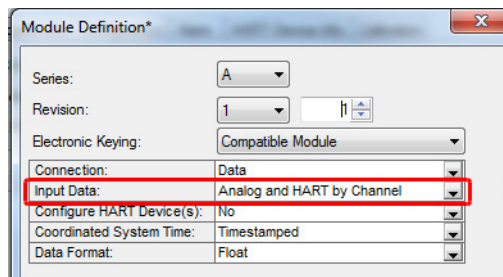 Module Definition*
Series: A
Revision: 1 1
Electronic Keying: Compatible Module
Connection: Data
Input Data: Analog and HART by Channel
Configure HART Device(s): No
Coordinated System Time: Timestamped
Data Format: Float